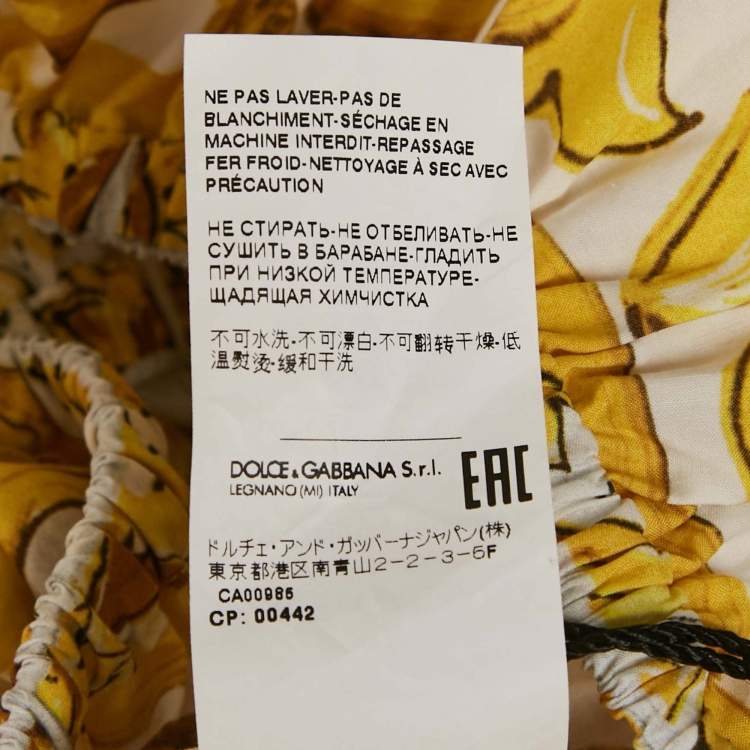 NE PAS LAVER-PAS DE
BLANCHIMENT-SÉCHAGE EN
MACHINE INTERDIT-REPASSAGE
FER FROID-NETTOYAGE À SEC AVEC
PRÉCAUTION
НЕ СТИРАТЬ-НЕ ОТБЕЛИВАТЬ-НЕ
СУШИТЬ В БАРАБАНЕ-ГЛАДИТЬ
ПРИ НИЗКОЙ ТЕМПЕРАТУРЕ-
ЩАДЯЩАЯ ХИМЧИСТКА
不可水洗-不可漂白-不可翻转干燥-低
温熨烫-缓和干洗
DOLCE & GABBANA S.r.l.
LEGNANO (MI) ITALY
EAC
ドルチェ・アンド・ガッバーナジャパン(株)
東京都港区南青山2-2-3-5F
CA00985
CP: 00442